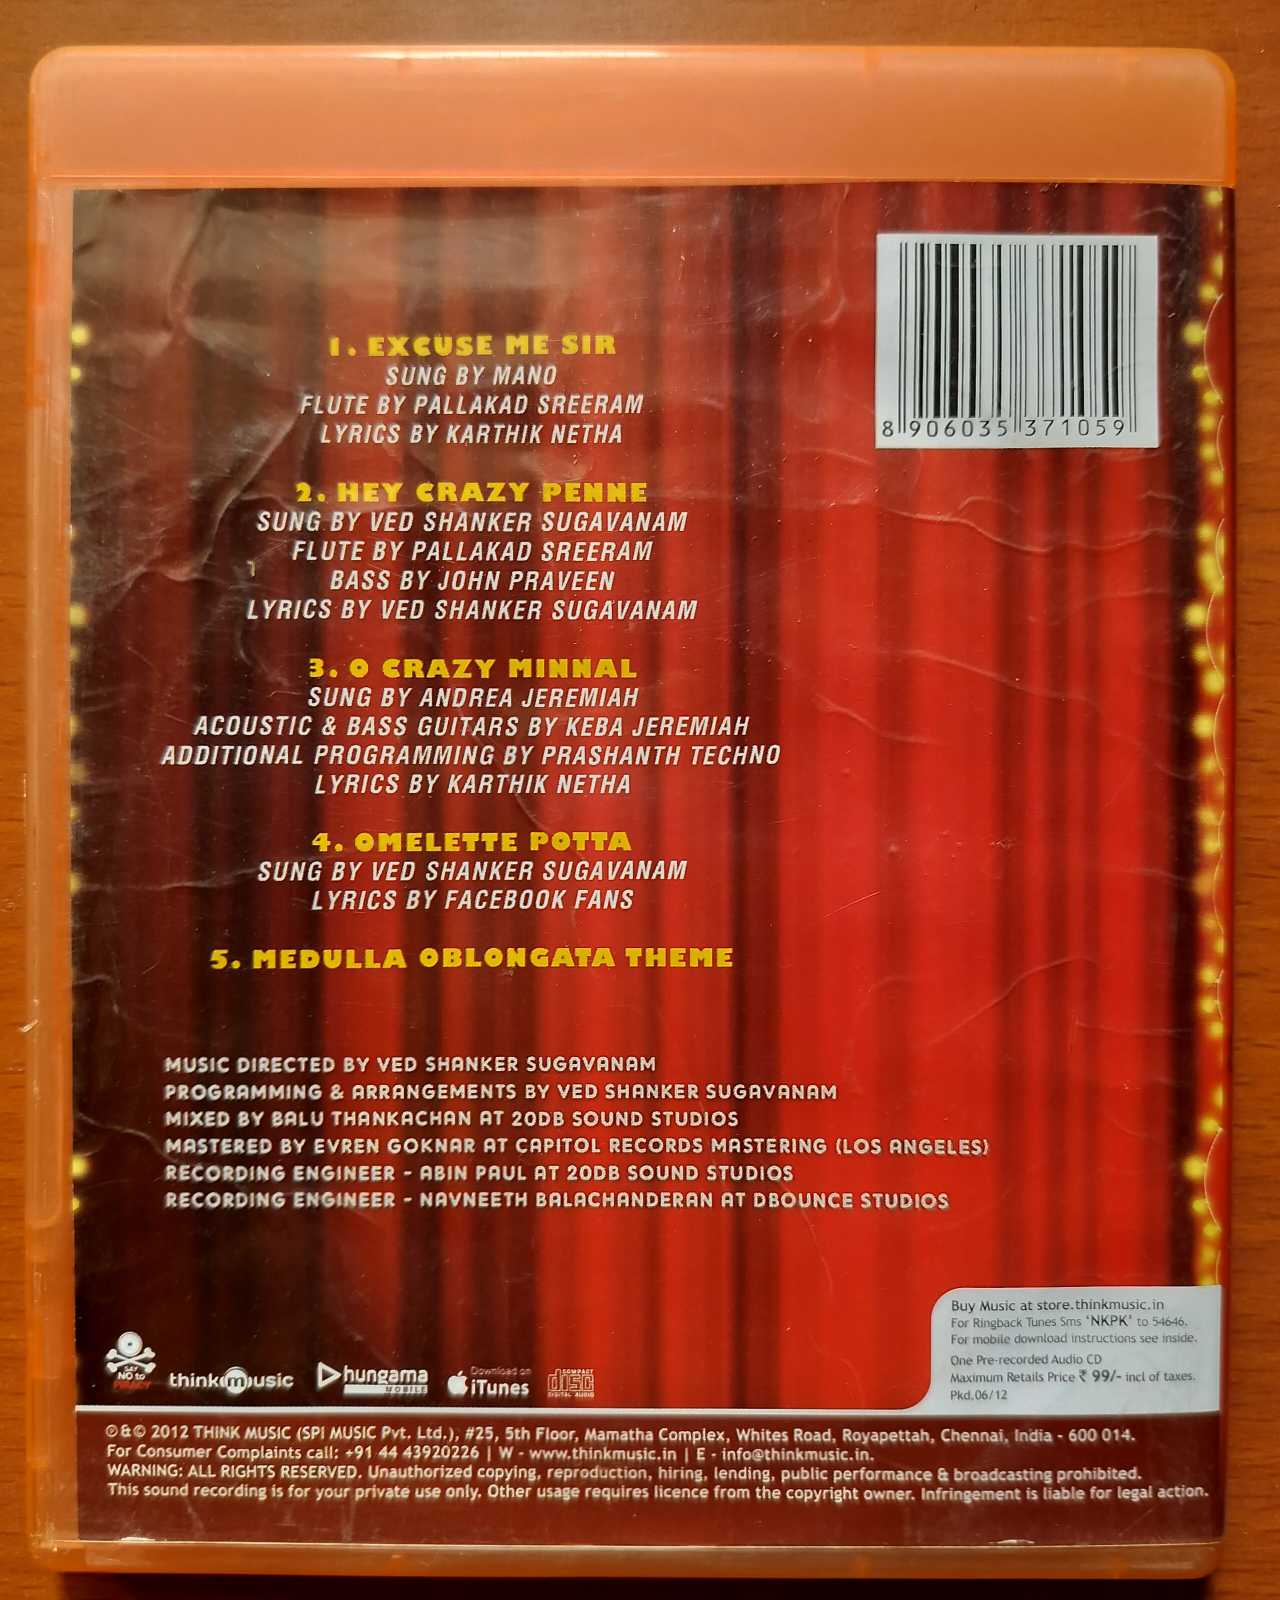 8 906035 371059
1. EXCUSE ME SIR
SUNG BY MANO
FLUTE BY PALLAKAD SREERAM
LYRICS BY KARTHIK NETHA
2. HEY CRAZY PENNE
SUNG BY VED SHANKER SUGAVANAM
FLUTE BY PALLAKAD SREERAM
BASS BY JOHN PRAVEEN
LYRICS BY VED SHANKER SUGAVANAM
3. O CRAZY MINNAL
SUNG BY ANDREA JEREMIAH
ACOUSTIC & BASS GUITARS BY KEBA JEREMIAH
ADDITIONAL PROGRAMMING BY PRASHANTH TECHNO
LYRICS BY KARTHIK NETHA
4. OMELETTE POTTA
SUNG BY VED SHANKER SUGAVANAM
LYRICS BY FACEBOOK FANS
5. MEDULLA OBLONGATA THEME
MUSIC DIRECTED BY VED SHANKER SUGAVANAM
PROGRAMMING & ARRANGEMENTS BY VED SHANKER SUGAVANAM
MIXED BY BALU THANKACHAN AT 20DB SOUND STUDIOS
MASTERED BY EVREN GOKNAR AT CAPITOL RECORDS MASTERING (LOS ANGELES)
RECORDING ENGINEER - ABIN PAUL AT 20DB SOUND STUDIOS
RECORDING ENGINEER - NAVNEETH BALACHANDERAN AT DBOUNCE STUDIOS
Buy Music at store.thinkmusic.in
For Ringback Tunes Sms 'NKPK' to 54646.
For mobile download instructions see inside.
One Pre-recorded Audio CD
Maximum Retails Price ₹ 99/- incl of taxes.
Pkd.06/12
SAY
NO to
PIRACY
thinkmusic
hungama
MOBILE
Download on
iTunes
COMPACT
disc
DIGITAL AUDIO
℗&© 2012 THINK MUSIC (SPI MUSIC Pvt. Ltd.), #25, 5th Floor, Mamatha Complex, Whites Road, Royapettah, Chennai, India - 600 014.
For Consumer Complaints call: +91 44 43920226 | W - www.thinkmusic.in | E - info@thinkmusic.in.
WARNING: ALL RIGHTS RESERVED. Unauthorized copying, reproduction, hiring, lending, public performance & broadcasting prohibited.
This sound recording is for your private use only. Other usage requires licence from the copyright owner. Infringement is liable for legal action.